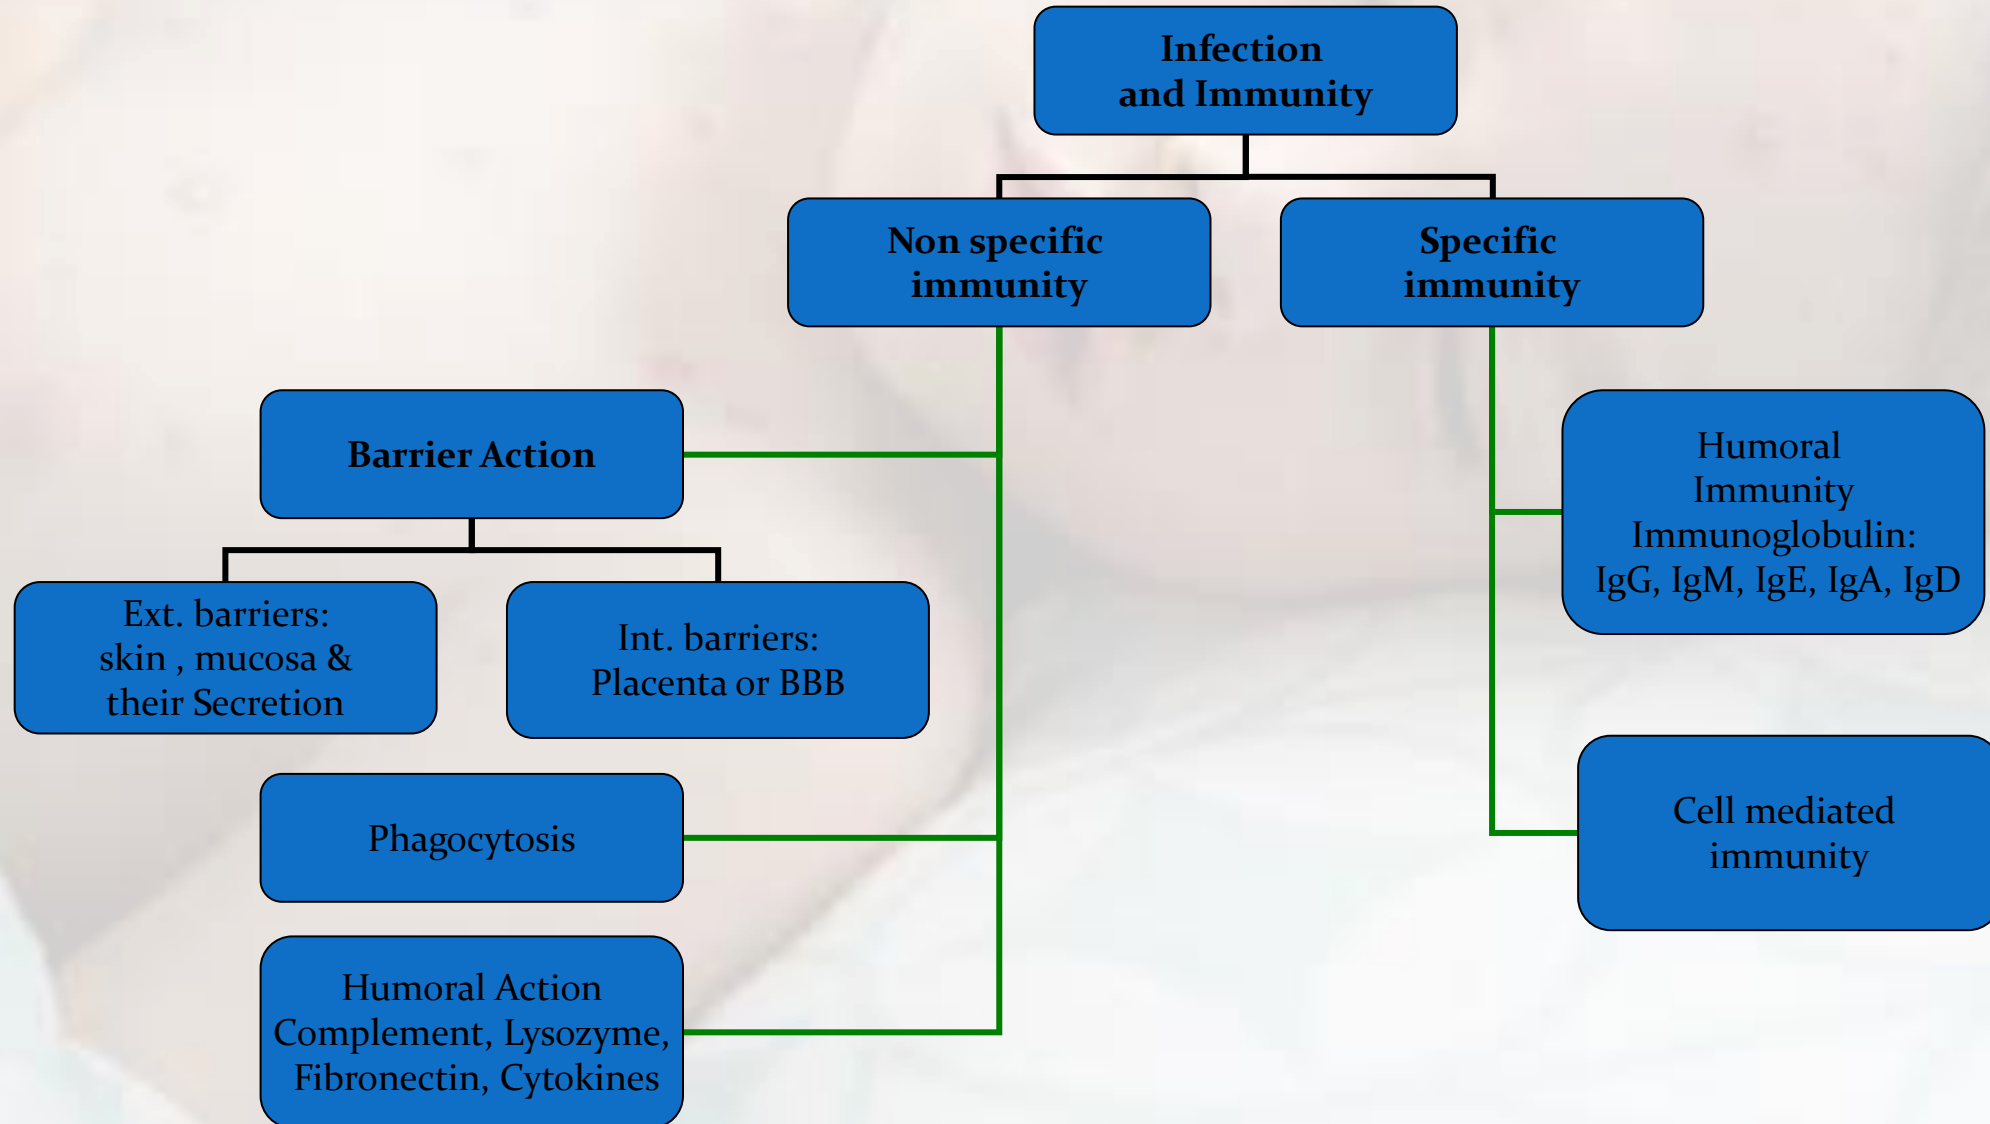 Infection
and Immunity
Non specific
immunity
Specific
immunity
Barrier Action
Ext. barriers:
skin , mucosa &
their Secretion
Int. barriers:
Placenta or BBB
Phagocytosis
Humoral Action
Complement, Lysozyme,
Fibronectin, Cytokines
Humoral
Immunity
Immunoglobulin:
IgG, IgM, IgE, IgA, IgD
Cell mediated
immunity